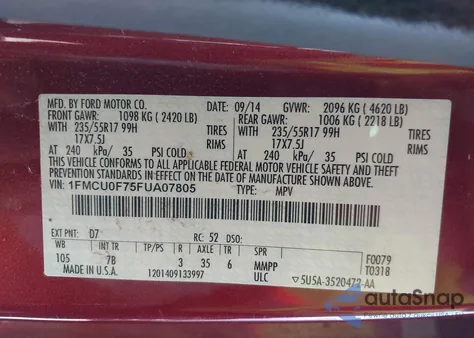 MFD. BY FORD MOTOR CO.
09/14 GVWR: 2096 KG ( 4620 LB)
FRONT GAWR: 1098 KG ( 2420 LB) REAR GAWR: 1006 KG ( 2218 LB)
WITH 235/55R17 99H TIRES WITH 235/55R17 99H TIRES
17X7.5J RIMS 17X7.5J
AT 240 kPa/ 35 PSI COLD AT 240 kPa/ 35 PSI COLD
THIS VEHICLE CONFORMS TO ALL APPLICABLE FEDERAL MOTOR VEHICLE SAFETY, BUMPER, AND THEFT
PREVENTION STANDARDS IN EFFECT ON THE DATE OF MANUFACTURE SHOWN ABOVE.
VIN: 1FMCU0F75FUA07805 TYPE: MPV
EXT PNT: D7 RC: 52 DSO:
WB INT TR TP/PS R AXLE TR SPR F0079
105 7B 3 35 6 MMPP T0318
MADE IN U.S.A. 1201409133997 ULC 5U5A-3520472-AA
autoSnap